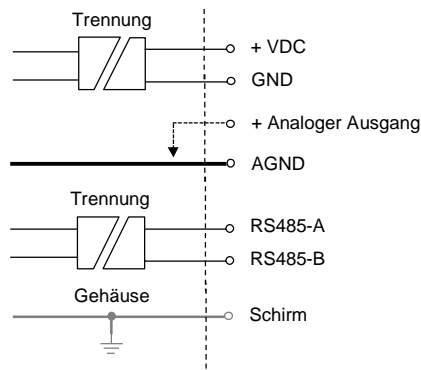 Trennung
+ VDC
GND
+ Analoger Ausgang
AGND
Trennung
RS485-A
RS485-B
Gehäuse
Schirm